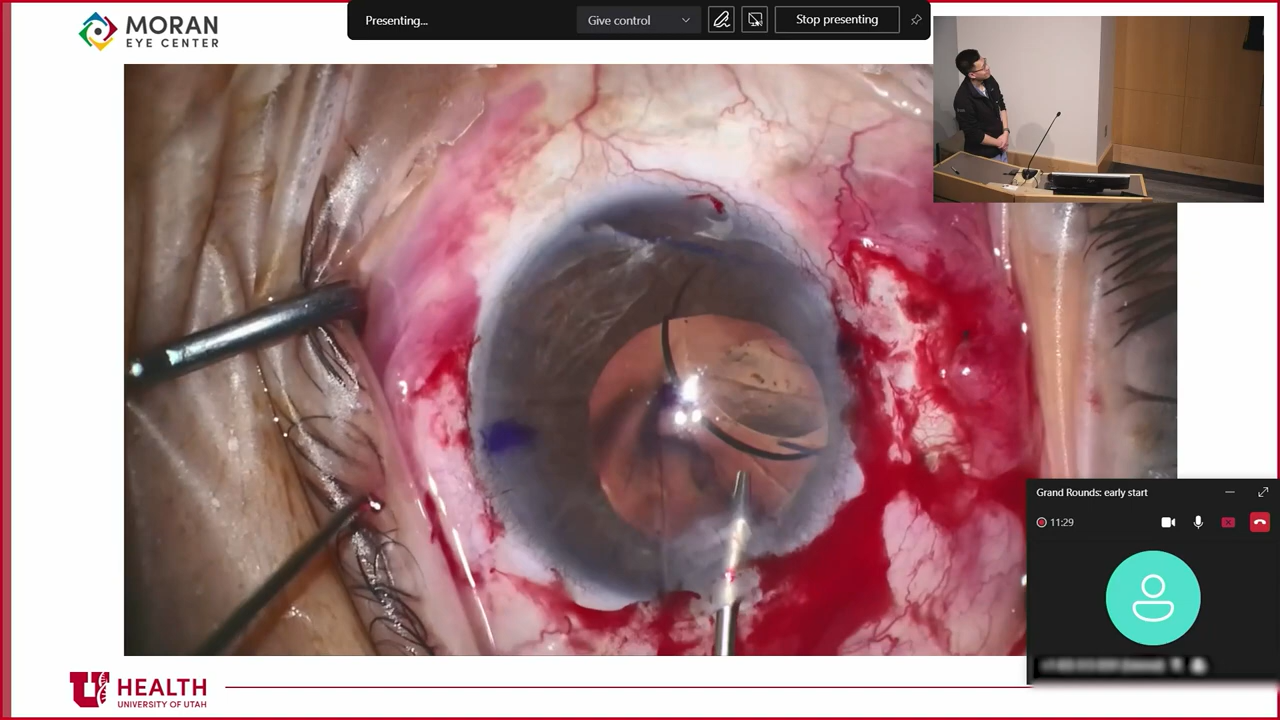 MORAN
EYE CENTER
Presenting...
Give control
Stop presenting
Grand Rounds: early start
11:29
U HEALTH
UNIVERSITY OF UTAH